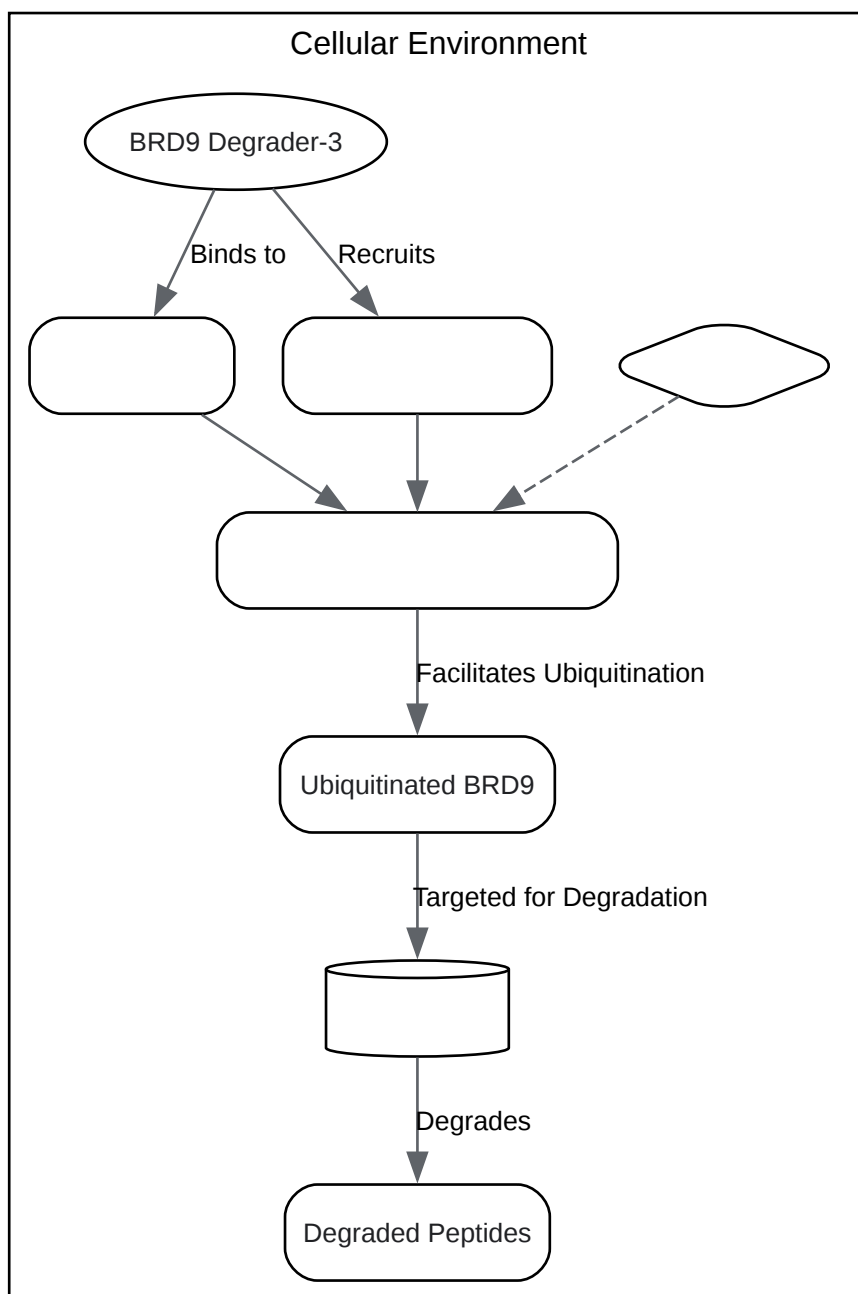 Cellular Environment
BRD9 Degrader-3
Binds to
Recruits
Facilitates Ubiquitination
Ubiquitinated BRD9
Targeted for Degradation
Degrades
Degraded Peptides